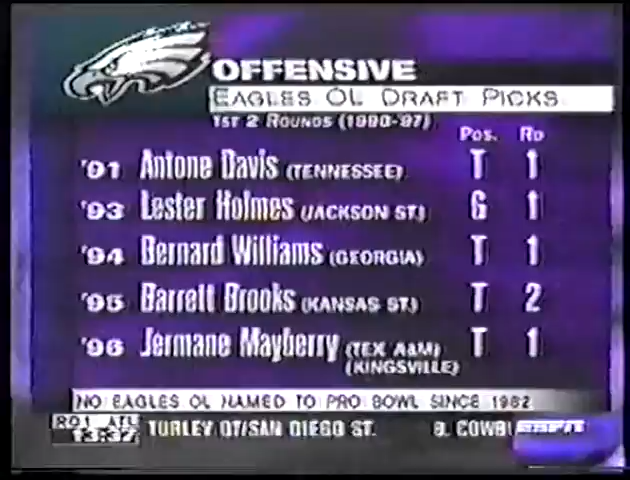 OFFENSIVE
EAGLES OL DRAFT PICKS
1ST 2 ROUNDS (1990-'97)
POS. RD
'91 Antone Davis (TENNESSEE) T 1
'93 Lester Holmes (JACKSON ST.) G 1
'94 Bernard Williams (GEORGIA) T 1
'95 Barrett Brooks (KANSAS ST.) T 2
'96 Jermane Mayberry (TEX A&M) T 1
(KINGSVILLE)
NO EAGLES OL NAMED TO PRO BOWL SINCE 1982
RD1 ATL
13:37
TURLEY OT/SAN DIEGO ST. 8. COWB
ESPN